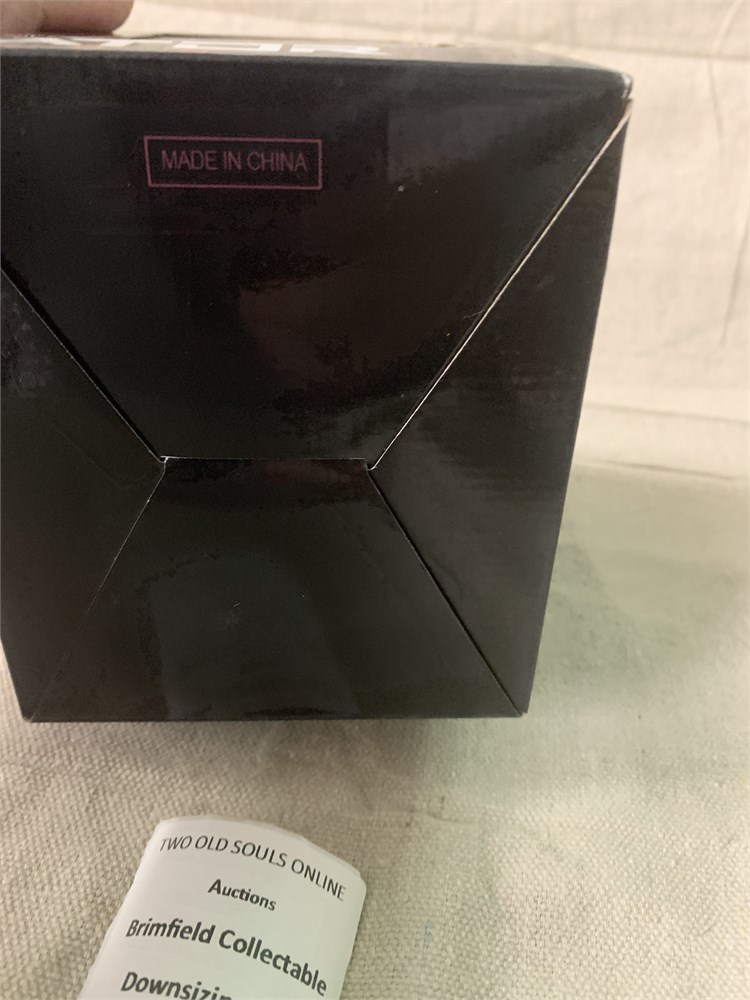 MADE IN CHINA
TWO OLD SOULS ONLINE
Auctions
Brimfield Collectable